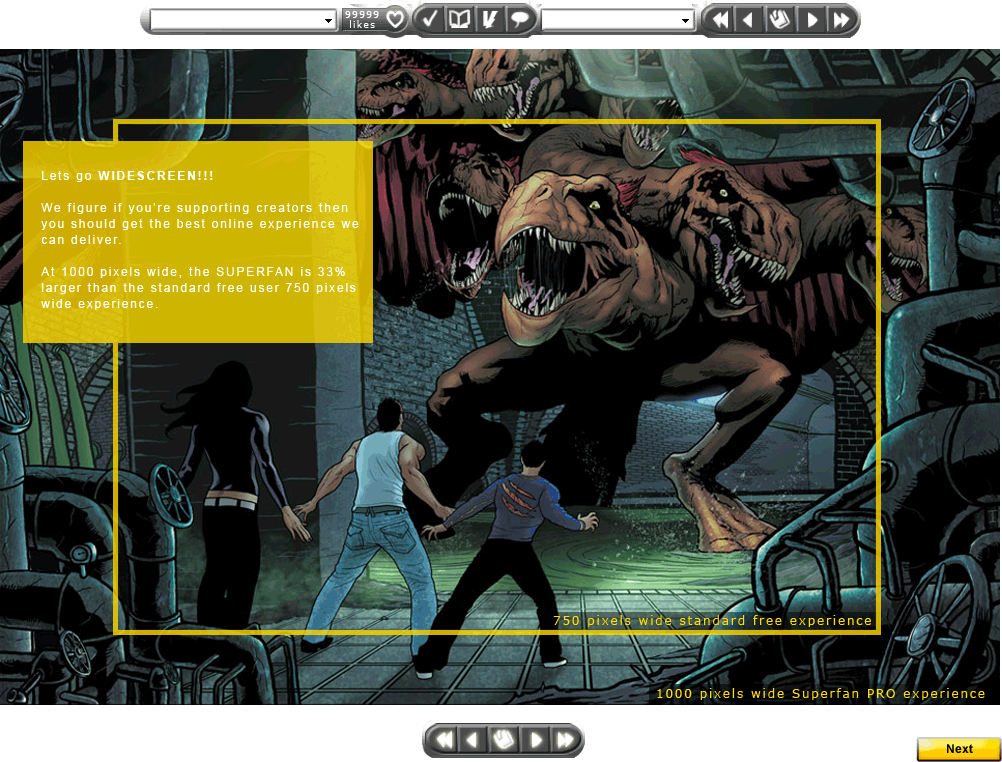 99999
likes
Lets go WIDESCREEN!!!
We figure if you're supporting creators then
you should get the best online experience we
can deliver.
At 1000 pixels wide, the SUPERFAN is 33%
larger than the standard free user 750 pixels
wide experience.
750 pixels wide standard free experience
1000 pixels wide Superfan PRO experience
Next